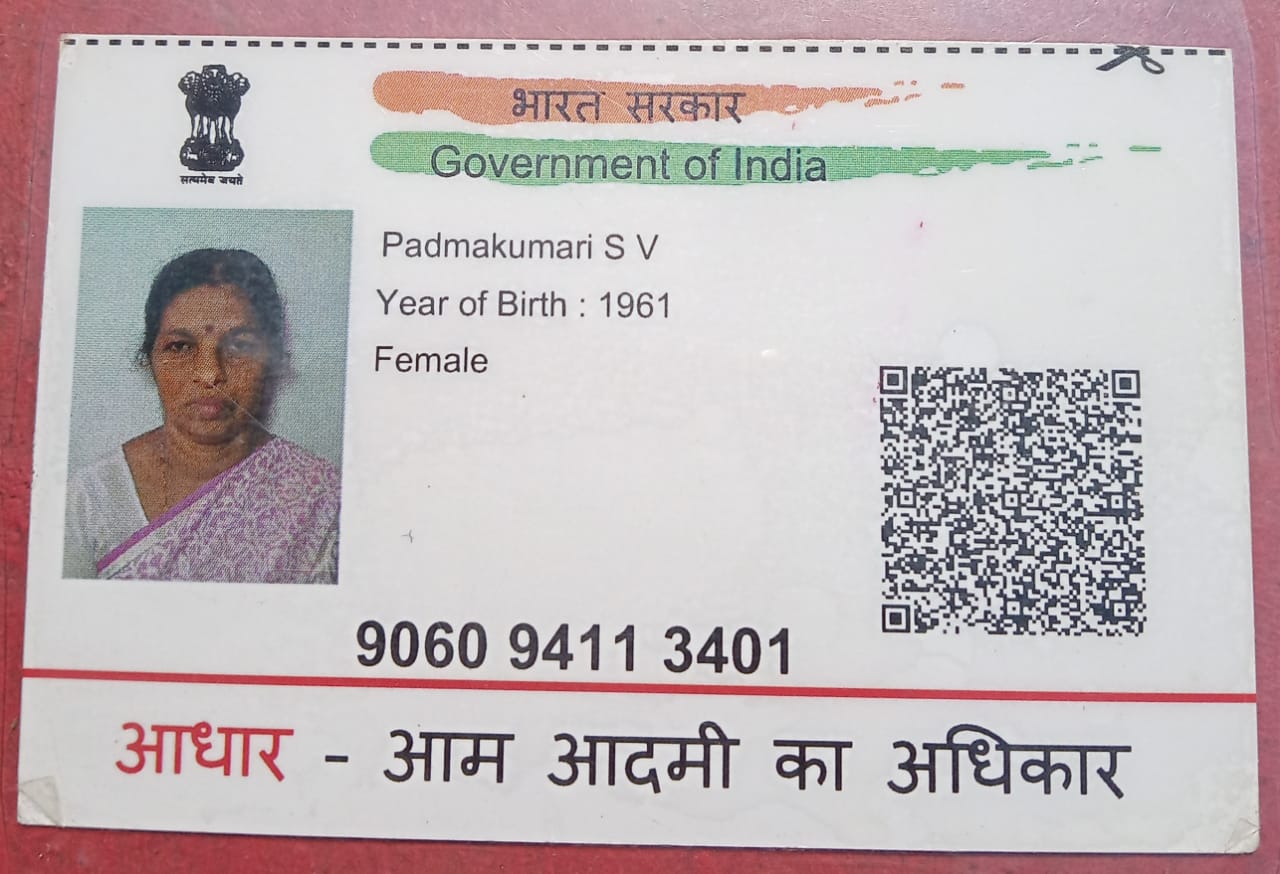 भारत सरकार
Government of India
सत्यमेव जयते
Padmakumari S V
Year of Birth : 1961
Female
9060 9411 3401
आधार - आम आदमी का अधिकार